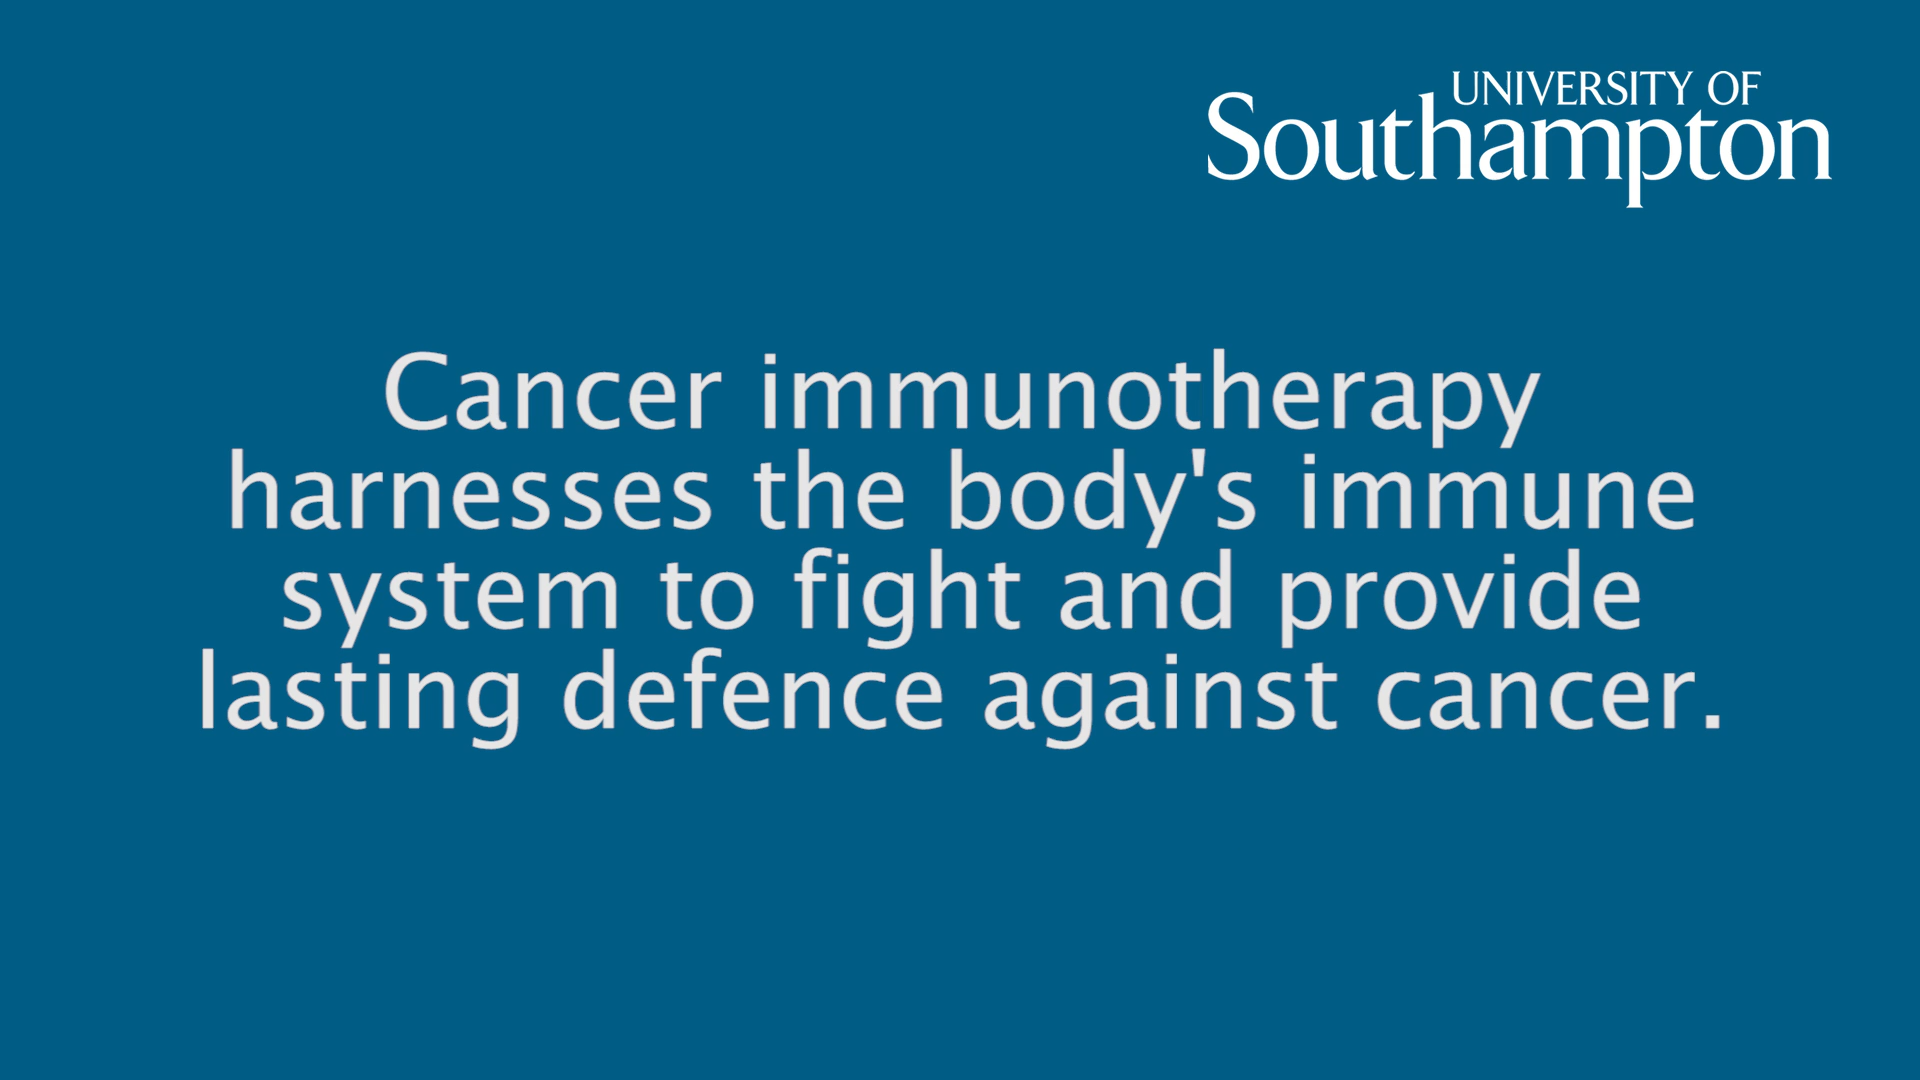 UNIVERSITY OF
Southampton
Cancer immunotherapy
harnesses the body's immune
system to fight and provide
lasting defence against cancer.